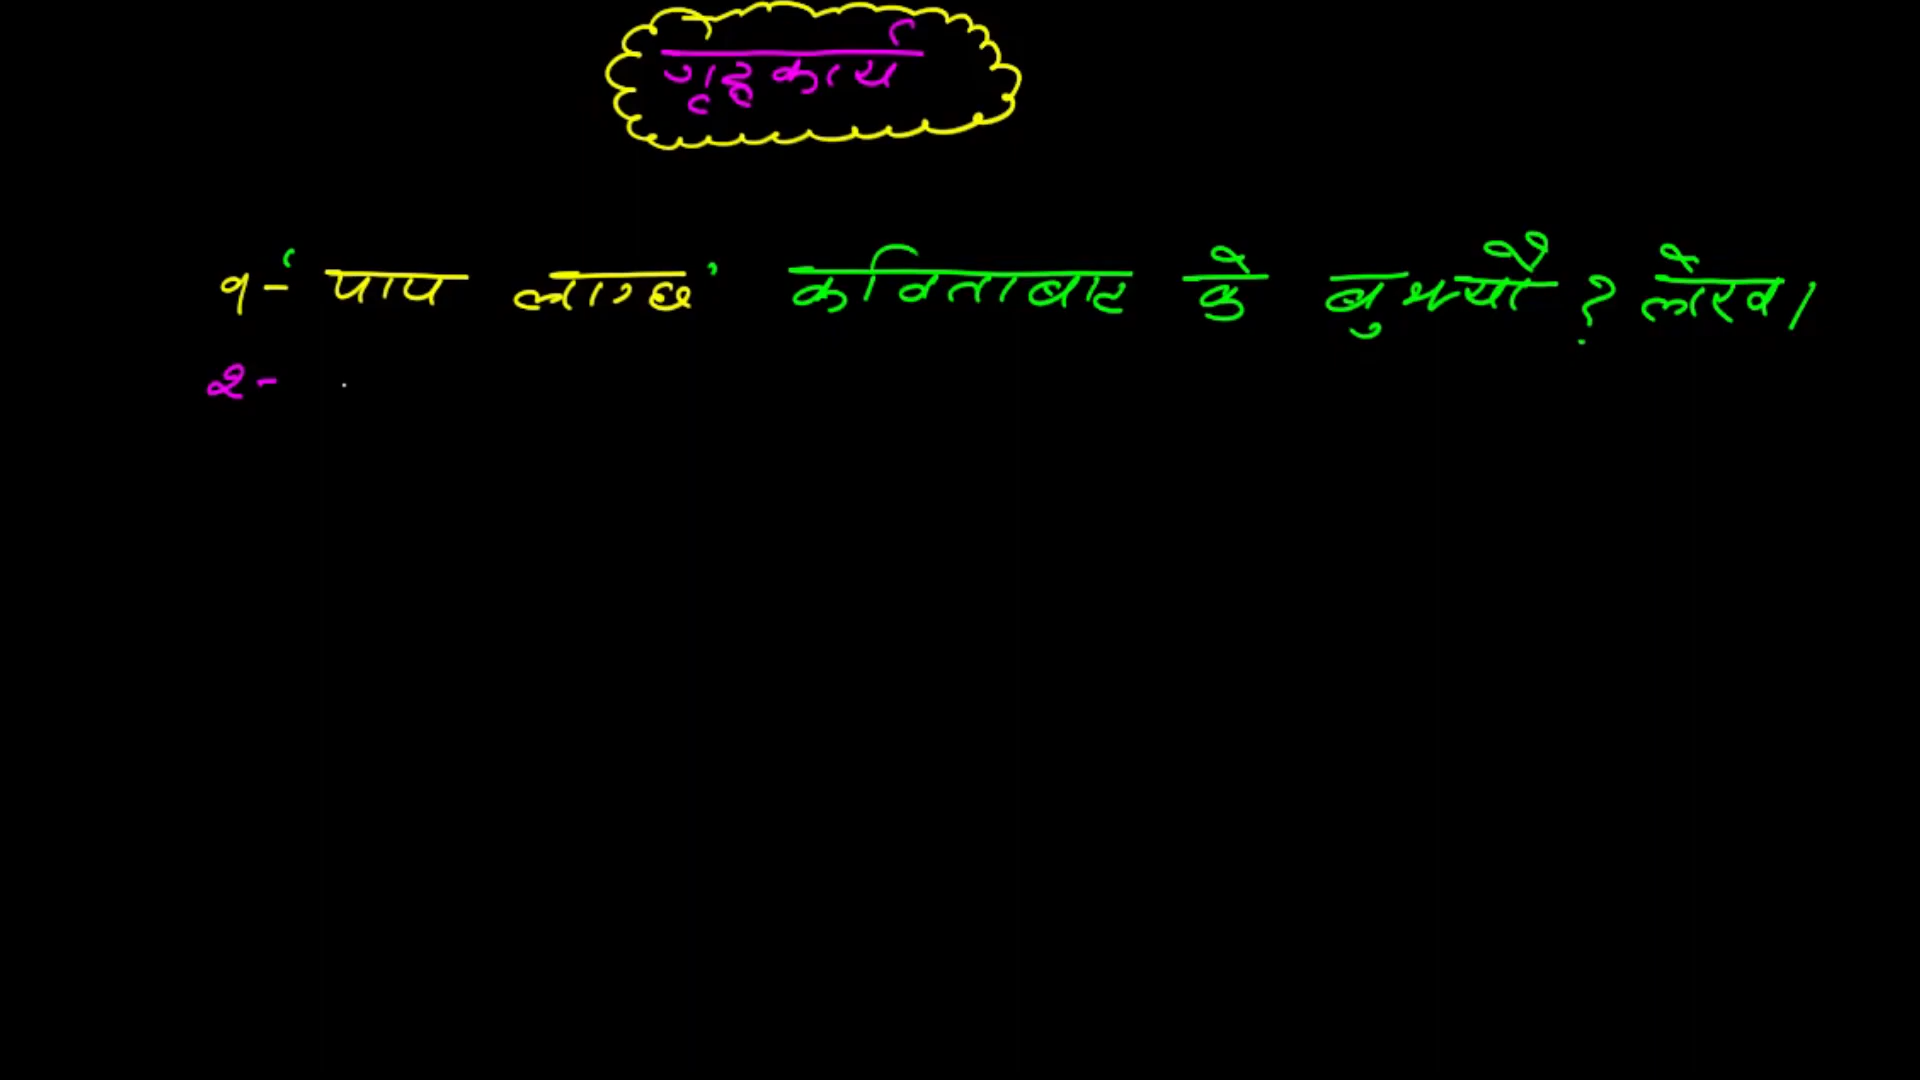 गृहकार्य
१- ‘पाप लाग्छ’ कविताबाट के बुझ्यौ? लेख।
२-